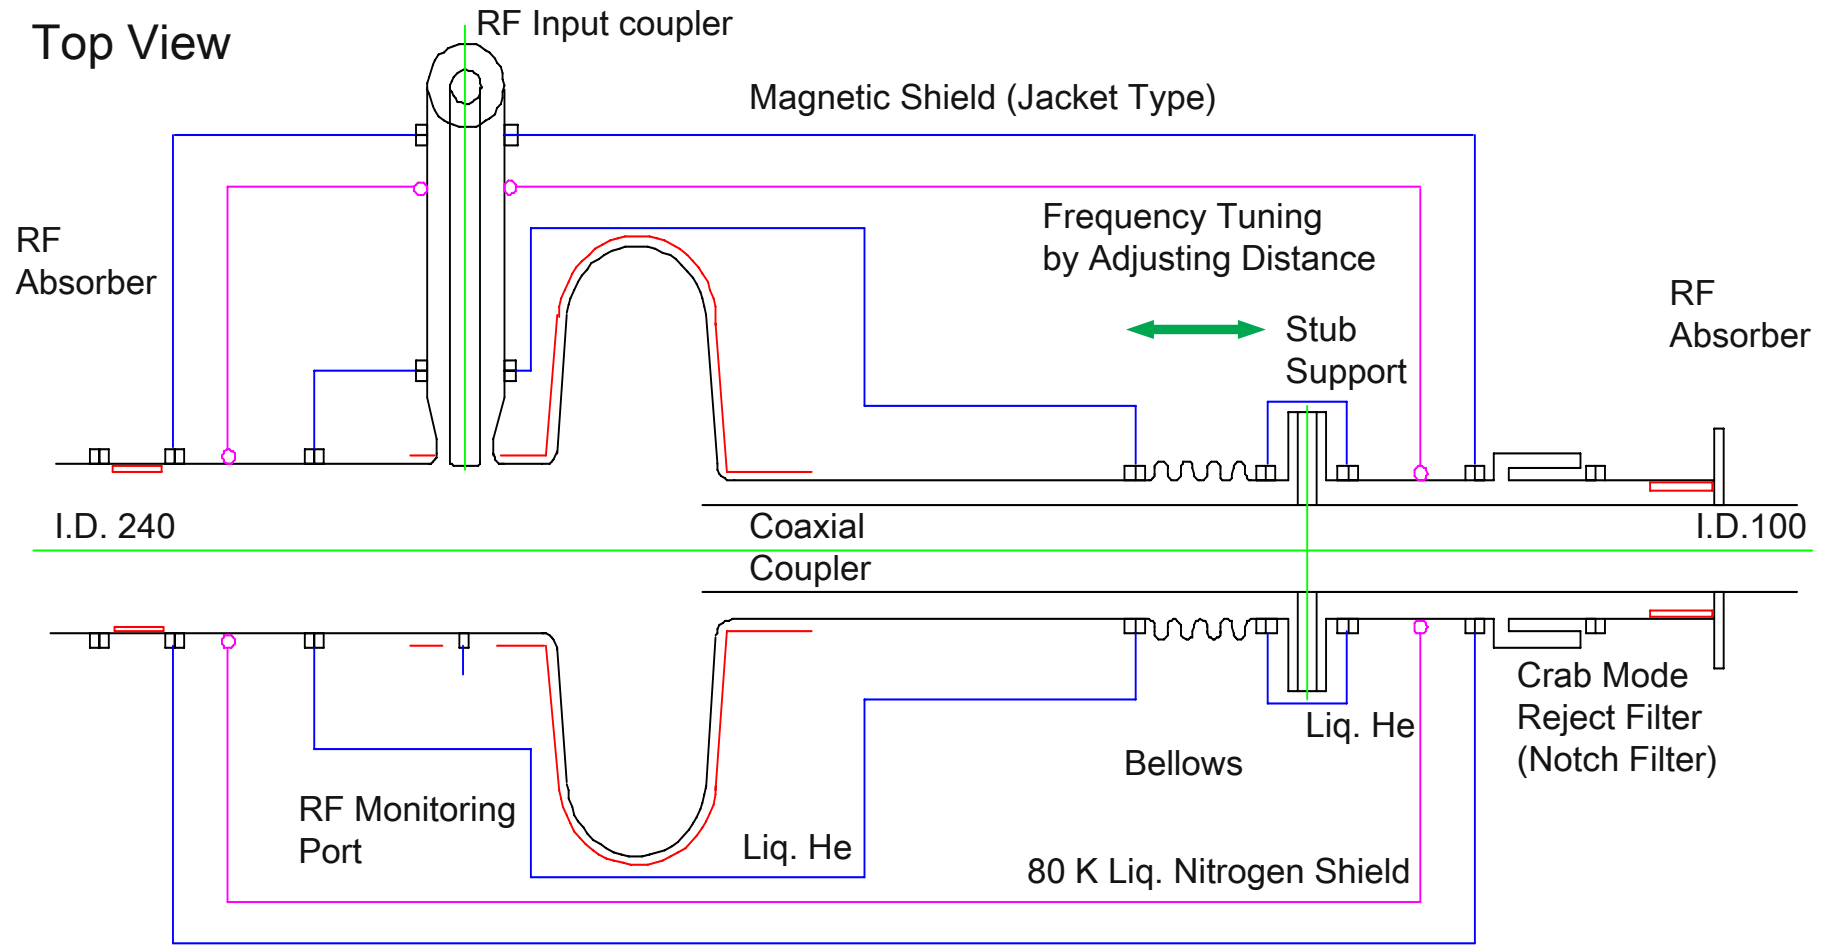 Top View
RF Input coupler
Magnetic Shield (Jacket Type)
RF
Absorber
Frequency Tuning
by Adjusting Distance
Stub
Support
RF
Absorber
I.D. 240
Coaxial
Coupler
I.D.100
Crab Mode
Reject Filter
(Notch Filter)
Liq. He
Bellows
RF Monitoring
Port
Liq. He
80 K Liq. Nitrogen Shield